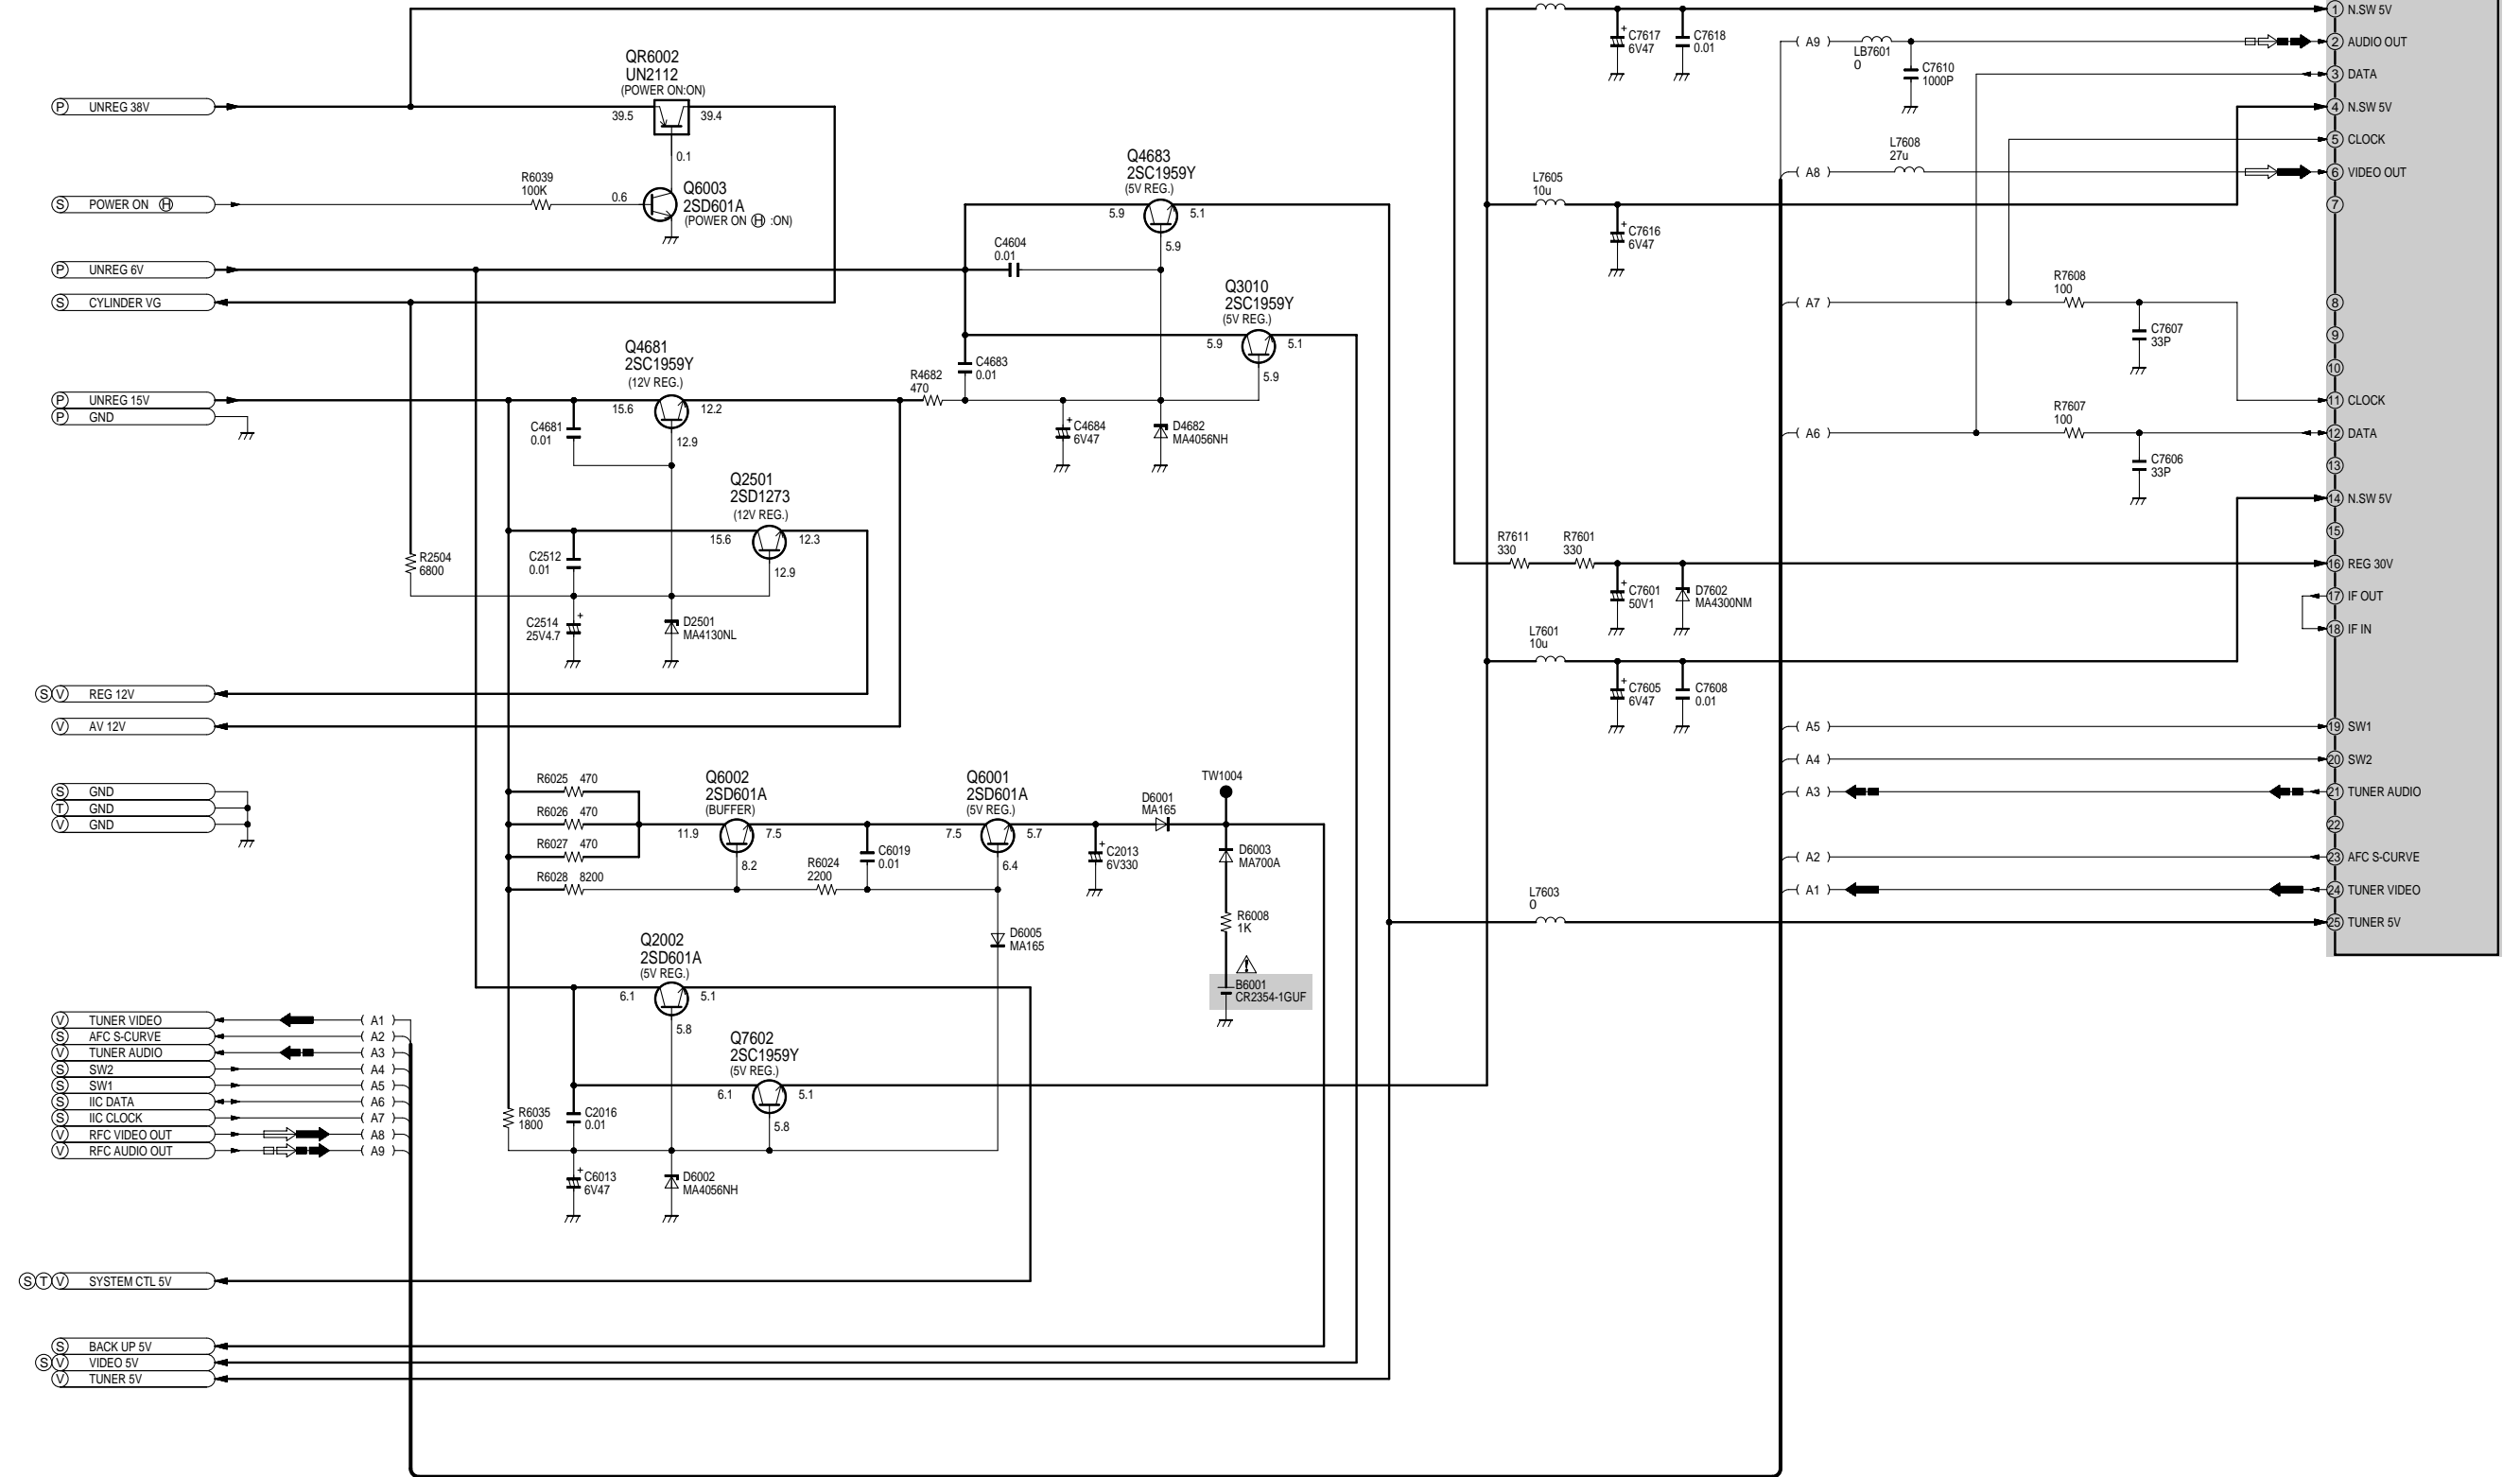 QR6002
UN2112
(POWER ON:ON)
39.5
39.4
0.1
P UNREG 38V
S POWER ON H
R6039
100K
0.6
Q6003
2SD601A
(POWER ON H :ON)
P UNREG 6V
S CYLINDER VG
P UNREG 15V
P GND
Q4681
2SC1959Y
(12V REG.)
15.6
12.2
12.9
C4681
0.01
Q2501
2SD1273
(12V REG.)
15.6
12.3
12.9
C2512
0.01
R2504
6800
C2514
25V4.7
+
D2501
MA4130NL
Q4683
2SC1959Y
(5V REG.)
5.9
5.1
5.9
C4604
0.01
Q3010
2SC1959Y
(5V REG.)
5.9
5.1
5.9
R4682
470
C4683
0.01
+
C4684
6V47
D4682
MA4056NH
SV REG 12V
V AV 12V
S GND
T GND
V GND
R6025 470
R6026 470
R6027 470
R6028 8200
Q6002
2SD601A
(BUFFER)
11.9
7.5
8.2
R6024
2200
C6019
0.01
Q6001
2SD601A
(5V REG.)
7.5
5.7
6.4
+
C2013
6V330
D6001
MA165
TW1004
D6003
MA700A
R6008
1K
B6001
CR2354-1GUF
D6005
MA165
Q2002
2SD601A
(5V REG.)
6.1
5.1
5.8
Q7602
2SC1959Y
(5V REG.)
6.1
5.1
5.8
R6035
1800
C2016
0.01
+
C6013
6V47
D6002
MA4056NH
V TUNER VIDEO A1
S AFC S-CURVE A2
V TUNER AUDIO A3
S SW2 A4
S SW1 A5
S IIC DATA A6
S IIC CLOCK A7
V RFC VIDEO OUT A8
V RFC AUDIO OUT A9
STV SYSTEM CTL 5V
S BACK UP 5V
SV VIDEO 5V
V TUNER 5V
+
C7617
6V47
C7618
0.01
A9
LB7601
0
C7610
1000P
A8
L7608
27u
L7605
10u
+
C7616
6V47
A7
R7608
100
C7607
33P
A6
R7607
100
C7606
33P
R7611
330
R7601
330
+
C7601
50V1
D7602
MA4300NM
L7601
10u
+
C7605
6V47
C7608
0.01
A5
A4
A3
A2
A1
L7603
0
1 N.SW 5V
2 AUDIO OUT
3 DATA
4 N.SW 5V
5 CLOCK
6 VIDEO OUT
7
8
9
10
11 CLOCK
12 DATA
13
14 N.SW 5V
15
16 REG 30V
17 IF OUT
18 IF IN
19 SW1
20 SW2
21 TUNER AUDIO
22
23 AFC S-CURVE
24 TUNER VIDEO
25 TUNER 5V